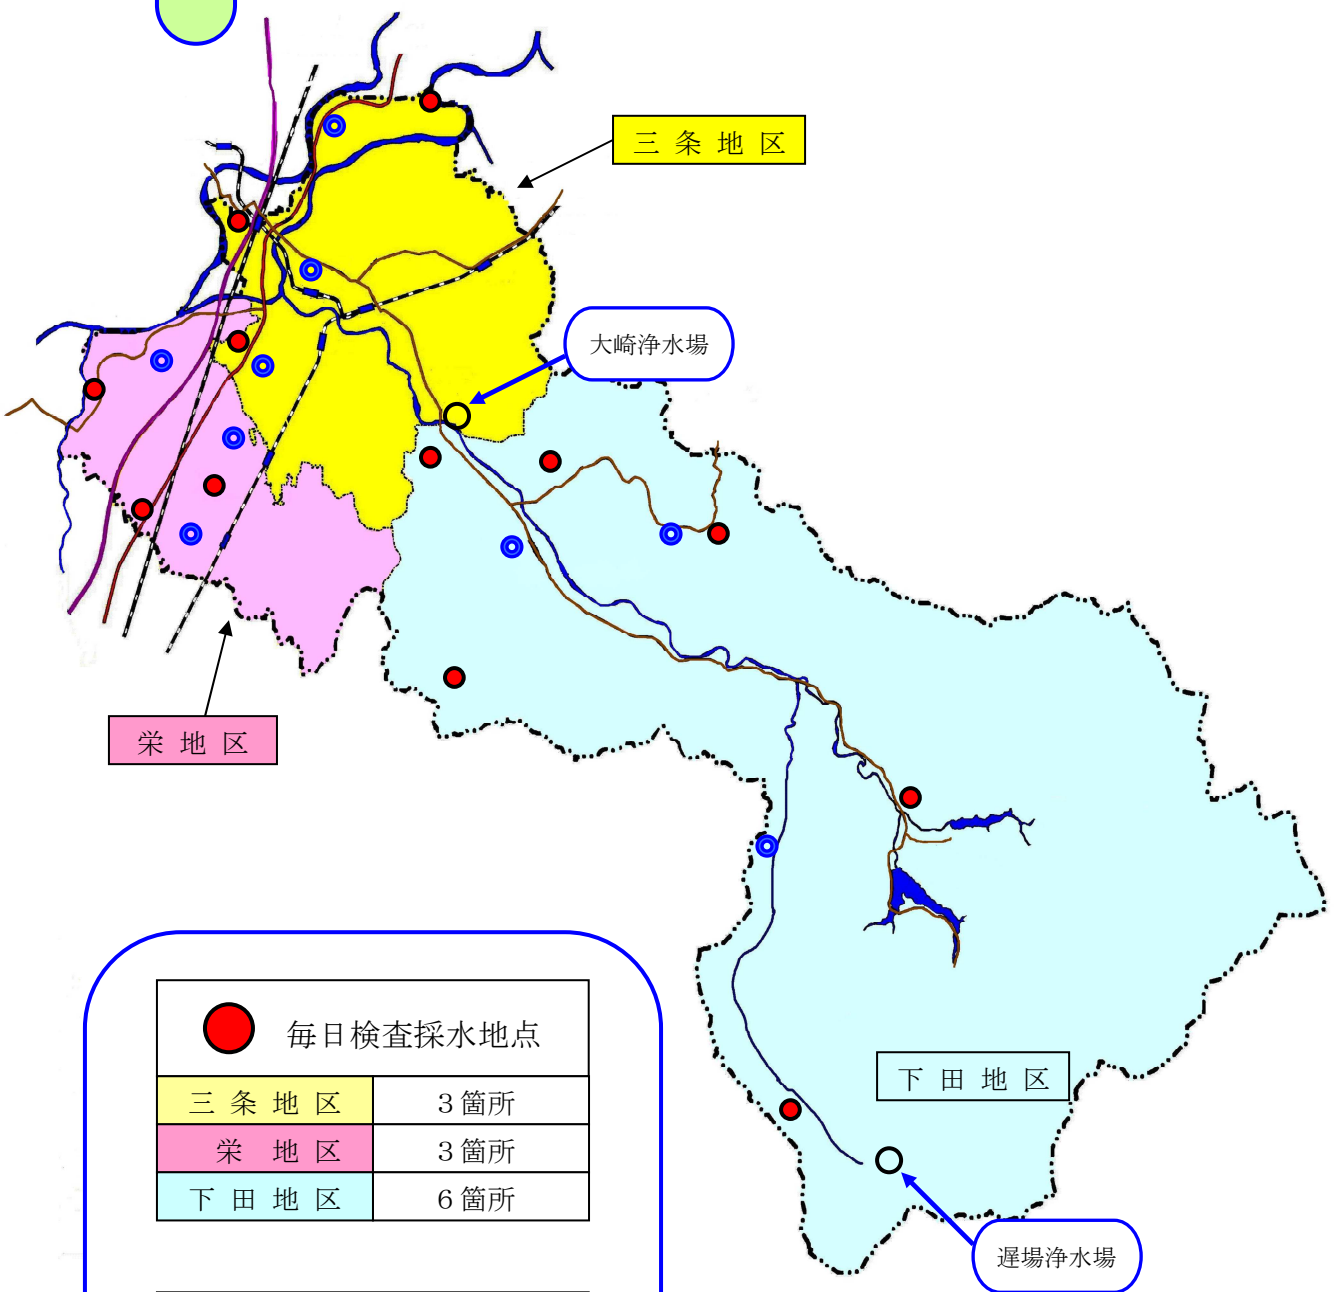 三条地区
大崎浄水場
栄地区
毎日検査採水地点
三条地区 3箇所
栄地区 3箇所
下田地区 6箇所
下田地区
遅場浄水場